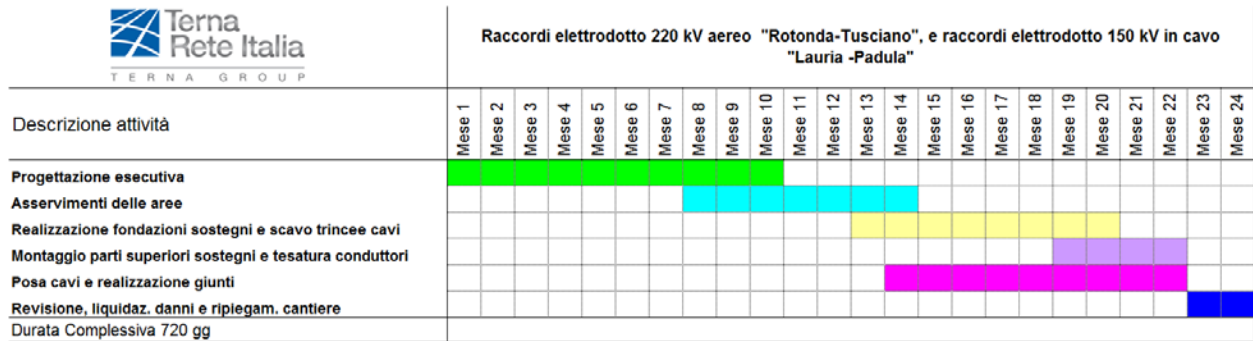 Terna
Rete Italia
TERNA GROUP
Raccordi elettrodotto 220 kV aereo "Rotonda-Tusciano", e raccordi elettrodotto 150 kV in cavo
"Lauria -Padula"
Descrizione attività
Mese 1
Mese 2
Mese 3
Mese 4
Mese 5
Mese 6
Mese 7
Mese 8
Mese 9
Mese 10
Mese 11
Mese 12
Mese 13
Mese 14
Mese 15
Mese 16
Mese 17
Mese 18
Mese 19
Mese 20
Mese 21
Mese 22
Mese 23
Mese 24
Progettazione esecutiva
Asservimenti delle aree
Realizzazione fondazioni sostegni e scavo trincee cavi
Montaggio parti superiori sostegni e tesatura conduttori
Posa cavi e realizzazione giunti
Revisione, liquidaz. danni e ripiegam. cantiere
Durata Complessiva 720 gg